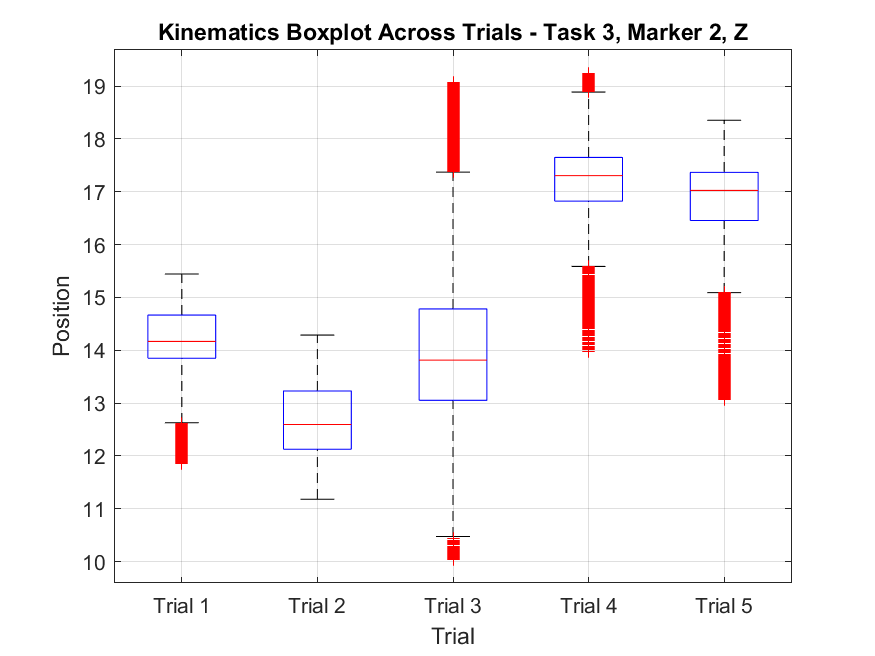 Kinematics Boxplot Across Trials - Task 3, Marker 2, Z
19
18
17
16
15
14
13
12
11
10
Position
Trial 1 Trial 2 Trial 3 Trial 4 Trial 5
Trial